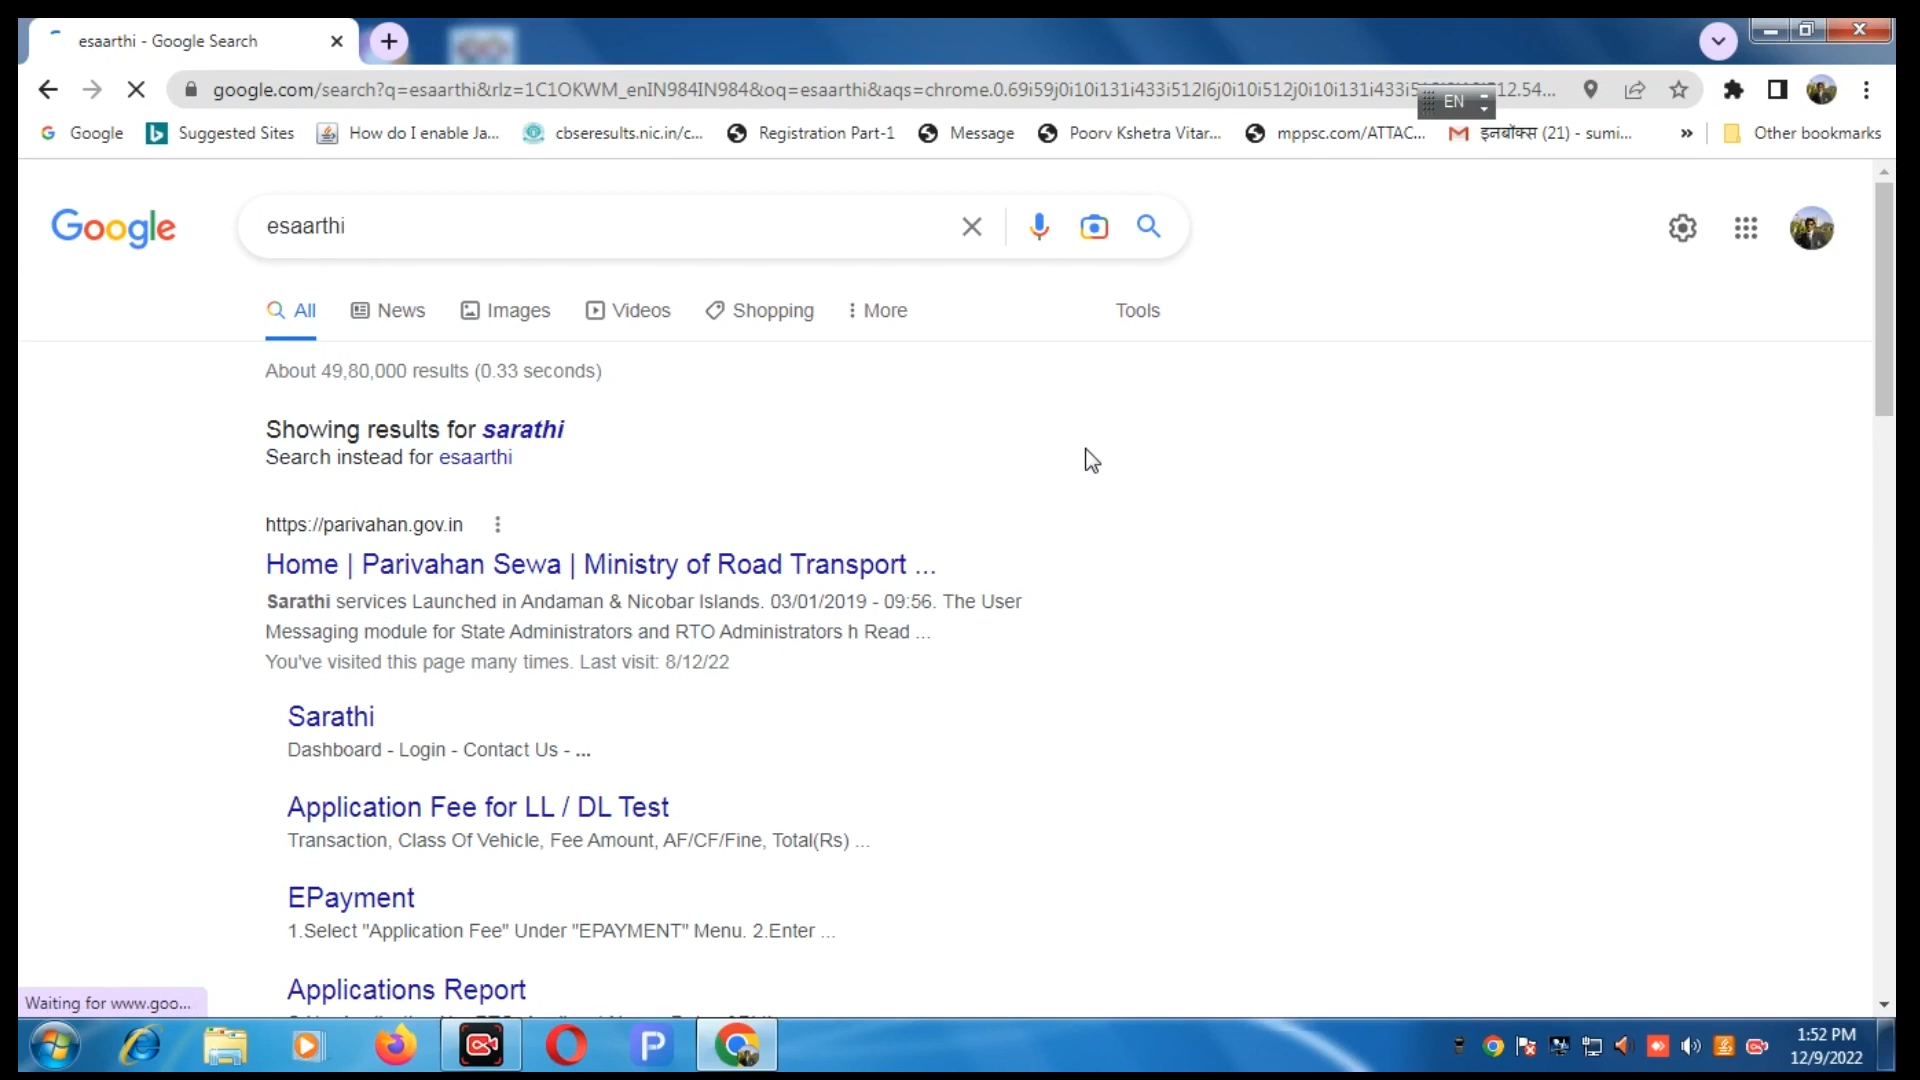 esaarthi - Google Search
google.com/search?q=esaarthi&rlz=1C1OKWM_enIN984IN984&oq=esaarthi&aqs=chrome.0.69i59j0i10i131i433i512l6j0i10i512j0i10i131i433i5 12.54...
EN
Google
Suggested Sites
How do I enable Ja...
cbseresults.nic.in/c...
Registration Part-1
Message
Poorv Kshetra Vitar...
mppsc.com/ATTAC...
इनबॉक्स (21) - sumi...
»
Other bookmarks
Google
esaarthi
All
News
Images
Videos
Shopping
More
Tools
About 49,80,000 results (0.33 seconds)
Showing results for sarathi
Search instead for esaarthi
https://parivahan.gov.in
Home | Parivahan Sewa | Ministry of Road Transport ...
Sarathi services Launched in Andaman & Nicobar Islands. 03/01/2019 - 09:56. The User
Messaging module for State Administrators and RTO Administrators h Read ...
You've visited this page many times. Last visit: 8/12/22
Sarathi
Dashboard - Login - Contact Us - ...
Application Fee for LL / DL Test
Transaction, Class Of Vehicle, Fee Amount, AF/CF/Fine, Total(Rs) ...
EPayment
1.Select "Application Fee" Under "EPAYMENT" Menu. 2.Enter ...
Applications Report
Waiting for www.goo...
1:52 PM
12/9/2022